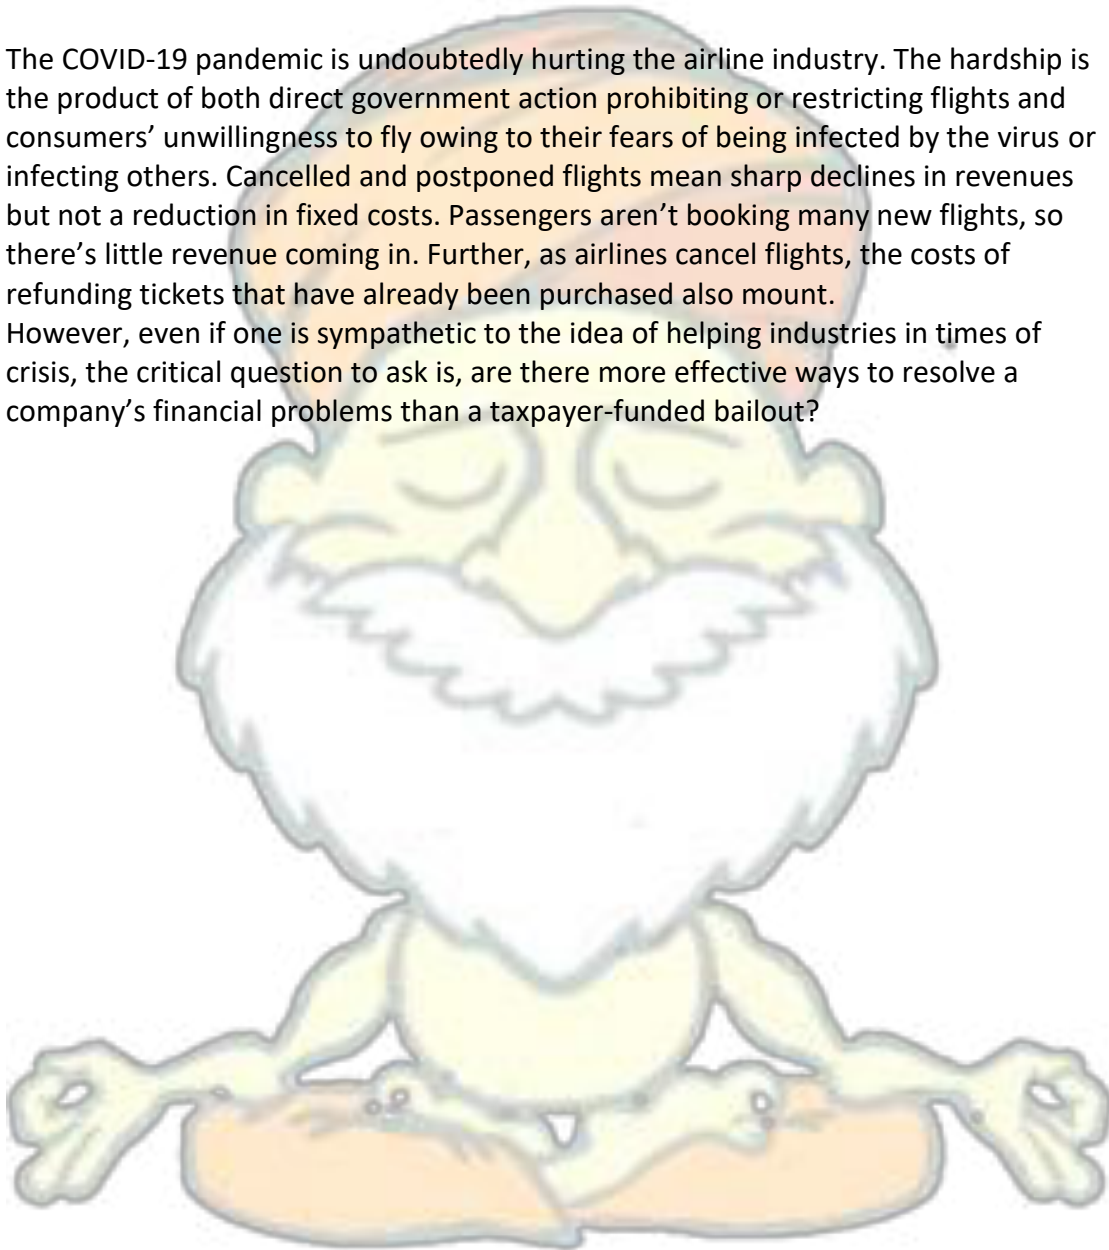 The COVID-19 pandemic is undoubtedly hurting the airline industry. The hardship is
the product of both direct government action prohibiting or restricting flights and
consumers’ unwillingness to fly owing to their fears of being infected by the virus or
infecting others. Cancelled and postponed flights mean sharp declines in revenues
but not a reduction in fixed costs. Passengers aren’t booking many new flights, so
there’s little revenue coming in. Further, as airlines cancel flights, the costs of
refunding tickets that have already been purchased also mount.
However, even if one is sympathetic to the idea of helping industries in times of
crisis, the critical question to ask is, are there more effective ways to resolve a
company’s financial problems than a taxpayer-funded bailout?